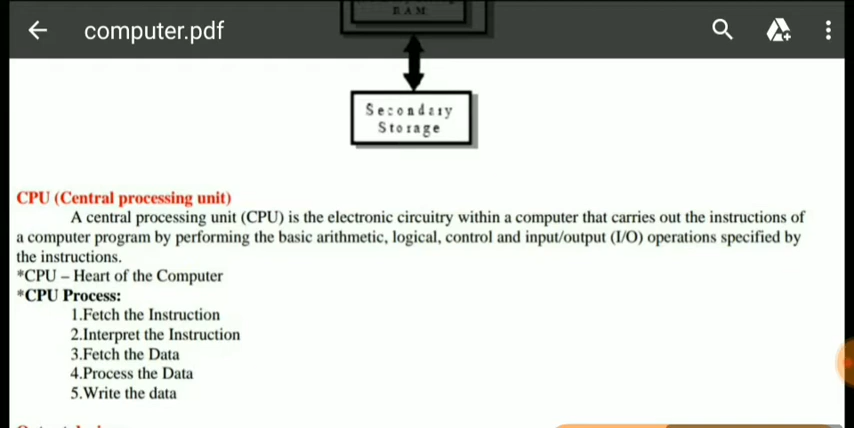 RAM
computer.pdf
Secondary
Storage
CPU (Central processing unit)
A central processing unit (CPU) is the electronic circuitry within a computer that carries out the instructions of
a computer program by performing the basic arithmetic, logical, control and input/output (I/O) operations specified by
the instructions.
*CPU – Heart of the Computer
*CPU Process:
1.Fetch the Instruction
2.Interpret the Instruction
3.Fetch the Data
4.Process the Data
5.Write the data